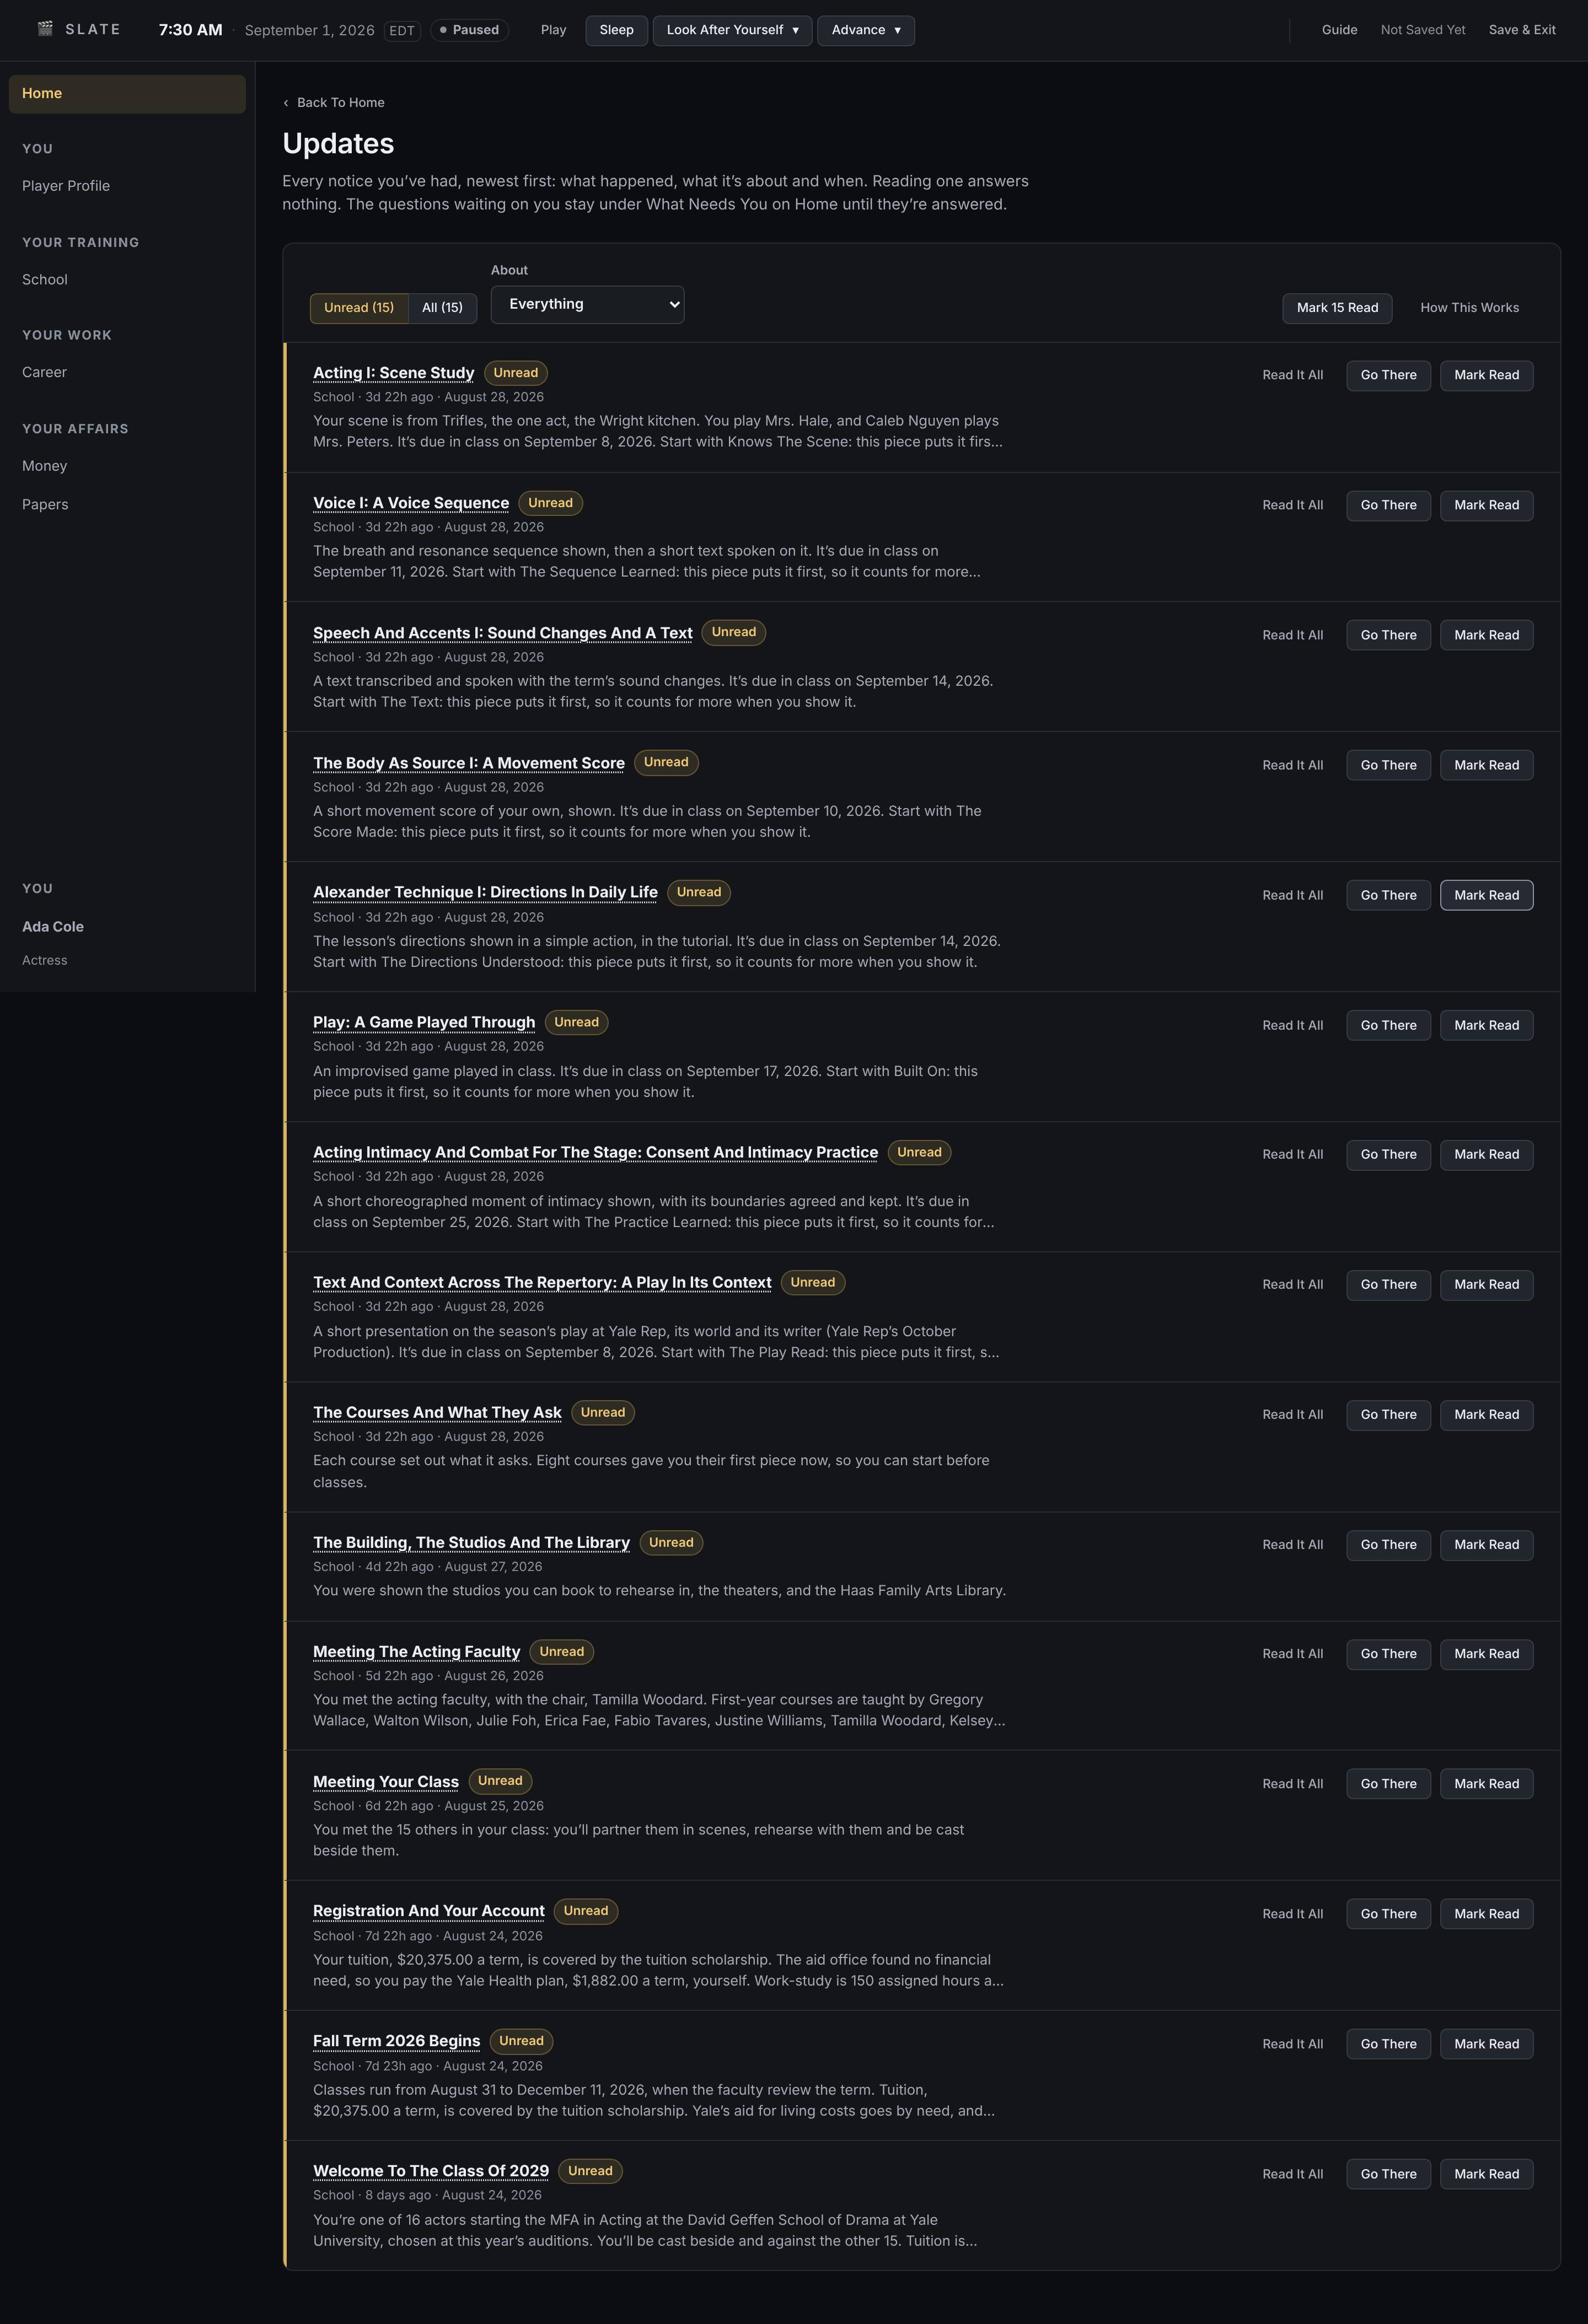 SLATE 7:30 AM · September 1, 2026 EDT Paused Play Sleep Look After Yourself ▾ Advance ▾ Guide Not Saved Yet Save & Exit
Home
YOU
Player Profile
YOUR TRAINING
School
YOUR WORK
Career
YOUR AFFAIRS
Money
Papers
YOU
Ada Cole
Actress
‹ Back To Home
Updates
Every notice you’ve had, newest first: what happened, what it’s about and when. Reading one answers
nothing. The questions waiting on you stay under What Needs You on Home until they’re answered.
About
Unread (15) All (15) Everything Mark 15 Read How This Works
Acting I: Scene Study Unread Read It All Go There Mark Read
School · 3d 22h ago · August 28, 2026
Your scene is from Trifles, the one act, the Wright kitchen. You play Mrs. Hale, and Caleb Nguyen plays
Mrs. Peters. It’s due in class on September 8, 2026. Start with Knows The Scene: this piece puts it firs...
Voice I: A Voice Sequence Unread Read It All Go There Mark Read
School · 3d 22h ago · August 28, 2026
The breath and resonance sequence shown, then a short text spoken on it. It’s due in class on
September 11, 2026. Start with The Sequence Learned: this piece puts it first, so it counts for more...
Speech And Accents I: Sound Changes And A Text Unread Read It All Go There Mark Read
School · 3d 22h ago · August 28, 2026
A text transcribed and spoken with the term’s sound changes. It’s due in class on September 14, 2026.
Start with The Text: this piece puts it first, so it counts for more when you show it.
The Body As Source I: A Movement Score Unread Read It All Go There Mark Read
School · 3d 22h ago · August 28, 2026
A short movement score of your own, shown. It’s due in class on September 10, 2026. Start with The
Score Made: this piece puts it first, so it counts for more when you show it.
Alexander Technique I: Directions In Daily Life Unread Read It All Go There Mark Read
School · 3d 22h ago · August 28, 2026
The lesson’s directions shown in a simple action, in the tutorial. It’s due in class on September 14, 2026.
Start with The Directions Understood: this piece puts it first, so it counts for more when you show it.
Play: A Game Played Through Unread Read It All Go There Mark Read
School · 3d 22h ago · August 28, 2026
An improvised game played in class. It’s due in class on September 17, 2026. Start with Built On: this
piece puts it first, so it counts for more when you show it.
Acting Intimacy And Combat For The Stage: Consent And Intimacy Practice Unread Read It All Go There Mark Read
School · 3d 22h ago · August 28, 2026
A short choreographed moment of intimacy shown, with its boundaries agreed and kept. It’s due in
class on September 25, 2026. Start with The Practice Learned: this piece puts it first, so it counts for...
Text And Context Across The Repertory: A Play In Its Context Unread Read It All Go There Mark Read
School · 3d 22h ago · August 28, 2026
A short presentation on the season’s play at Yale Rep, its world and its writer (Yale Rep’s October
Production). It’s due in class on September 8, 2026. Start with The Play Read: this piece puts it first, s...
The Courses And What They Ask Unread Read It All Go There Mark Read
School · 3d 22h ago · August 28, 2026
Each course set out what it asks. Eight courses gave you their first piece now, so you can start before
classes.
The Building, The Studios And The Library Unread Read It All Go There Mark Read
School · 4d 22h ago · August 27, 2026
You were shown the studios you can book to rehearse in, the theaters, and the Haas Family Arts Library.
Meeting The Acting Faculty Unread Read It All Go There Mark Read
School · 5d 22h ago · August 26, 2026
You met the acting faculty, with the chair, Tamilla Woodard. First-year courses are taught by Gregory
Wallace, Walton Wilson, Julie Foh, Erica Fae, Fabio Tavares, Justine Williams, Tamilla Woodard, Kelsey...
Meeting Your Class Unread Read It All Go There Mark Read
School · 6d 22h ago · August 25, 2026
You met the 15 others in your class: you’ll partner them in scenes, rehearse with them and be cast
beside them.
Registration And Your Account Unread Read It All Go There Mark Read
School · 7d 22h ago · August 24, 2026
Your tuition, $20,375.00 a term, is covered by the tuition scholarship. The aid office found no financial
need, so you pay the Yale Health plan, $1,882.00 a term, yourself. Work-study is 150 assigned hours a...
Fall Term 2026 Begins Unread Read It All Go There Mark Read
School · 7d 23h ago · August 24, 2026
Classes run from August 31 to December 11, 2026, when the faculty review the term. Tuition,
$20,375.00 a term, is covered by the tuition scholarship. Yale’s aid for living costs goes by need, and...
Welcome To The Class Of 2029 Unread Read It All Go There Mark Read
School · 8 days ago · August 24, 2026
You’re one of 16 actors starting the MFA in Acting at the David Geffen School of Drama at Yale
University, chosen at this year’s auditions. You’ll be cast beside and against the other 15. Tuition is...